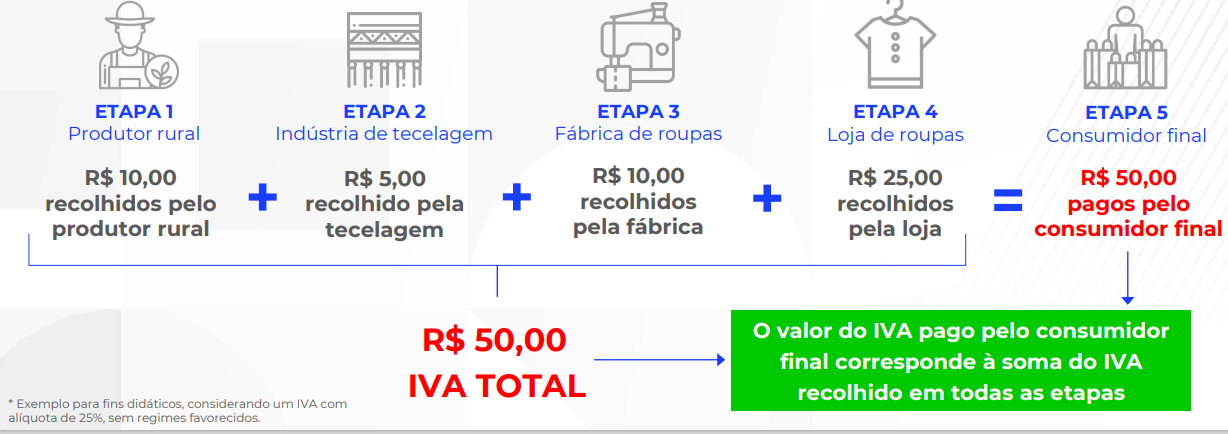 ETAPA 1
Produtor rural
R$ 10,00
recolhidos pelo
produtor rural
+
ETAPA 2
Indústria de tecelagem
R$ 5,00
recolhido pela
tecelagem
+
ETAPA 3
Fábrica de roupas
R$ 10,00
recolhidos
pela fábrica
+
ETAPA 4
Loja de roupas
R$ 25,00
recolhidos
pela loja
=
ETAPA 5
Consumidor final
R$ 50,00
pagos pelo
consumidor final
R$ 50,00
IVA TOTAL
O valor do IVA pago pelo consumidor
final corresponde à soma do IVA
recolhido em todas as etapas
* Exemplo para fins didáticos, considerando um IVA com
alíquota de 25%, sem regimes favorecidos.